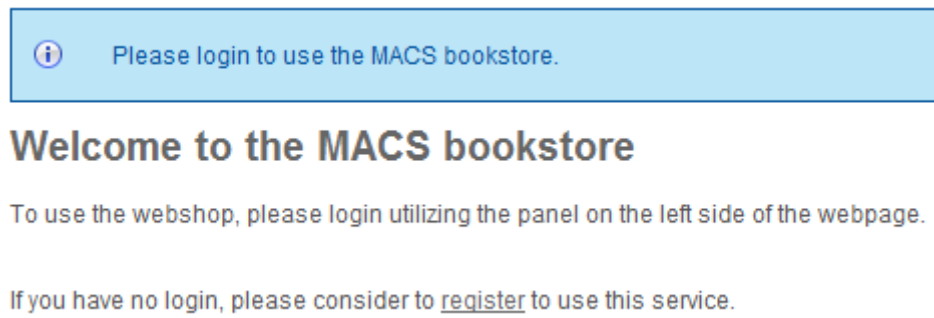 Please login to use the MACS bookstore.
Welcome to the MACS bookstore
To use the webshop, please login utilizing the panel on the left side of the webpage.
If you have no login, please consider to register to use this service.